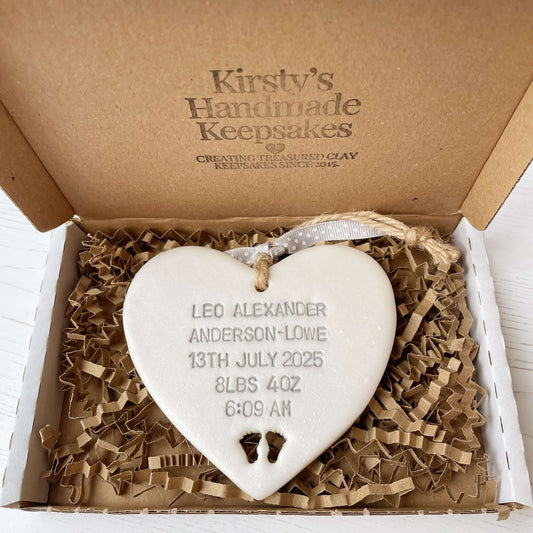 Kirsty's
Handmade
Keepsakes
CREATING TREASURED CLAY
KEEPSAKES SINCE 2015.
LEO ALEXANDER
ANDERSON-LOWE
13TH JULY 2025
8LBS 4OZ
6:09 AM